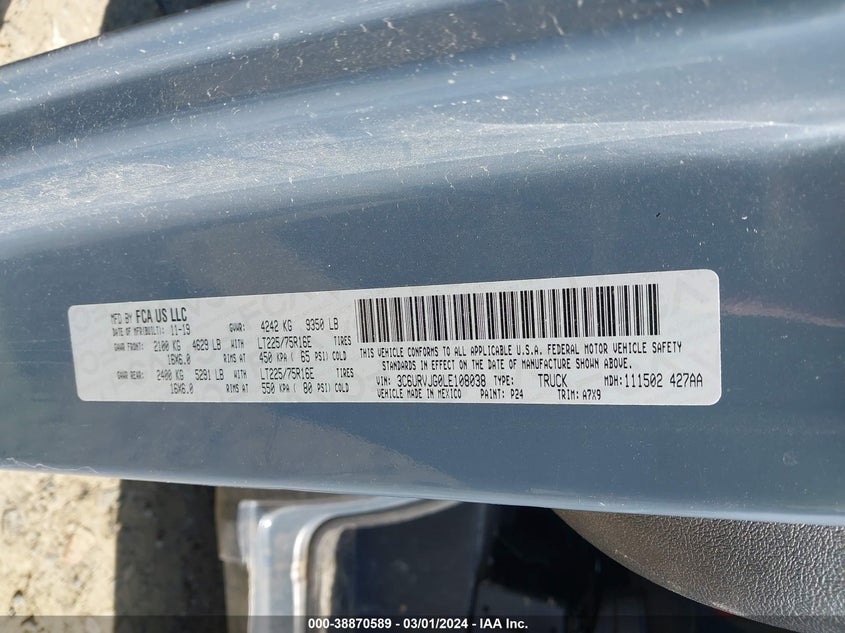 MFD BY FCA US LLC
DATE OF MFR(BUILT): 11-19 GVWR: 4242 KG 9350 LB
GAWR FRONT: 2100 KG 4629 LB LT225/75R16E TIRES
16X6.0 RIMS AT 450 KPA ( 65 PSI) COLD
GAWR REAR: 2400 KG 5291 LB LT225/75R16E TIRES
16X6.0 RIMS AT 550 KPA ( 80 PSI) COLD
THIS VEHICLE CONFORMS TO ALL APPLICABLE U.S.A. FEDERAL MOTOR VEHICLE SAFETY
STANDARDS IN EFFECT ON THE DATE OF MANUFACTURE SHOWN ABOVE.
VIN: 3C6URVJG0LE108038 TYPE: TRUCK MDH: 111502 427AA
VEHICLE MADE IN MEXICO PAINT: P24 TRIM: A7X9
000-38870589 - 03/01/2024 - IAA Inc.